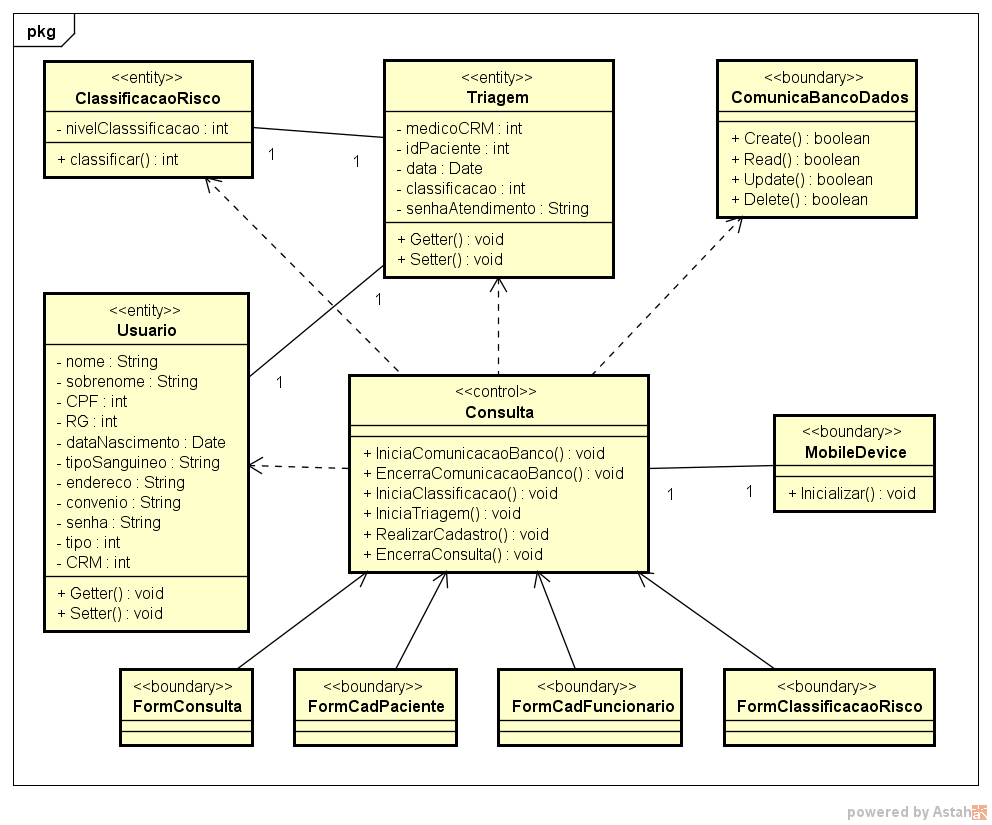 pkg
<<entity>>
ClassificacaoRisco
- nivelClasssificacao : int
+ classificar() : int
<<entity>>
Triagem
- medicoCRM : int
- idPaciente : int
- data : Date
- classificacao : int
- senhaAtendimento : String
+ Getter() : void
+ Setter() : void
<<boundary>>
ComunicaBancoDados
+ Create() : boolean
+ Read() : boolean
+ Update() : boolean
+ Delete() : boolean
1
1
1
1
<<entity>>
Usuario
- nome : String
- sobrenome : String
- CPF : int
- RG : int
- dataNascimento : Date
- tipoSanguineo : String
- endereco : String
- convenio : String
- senha : String
- tipo : int
- CRM : int
+ Getter() : void
+ Setter() : void
<<control>>
Consulta
+ IniciaComunicacaoBanco() : void
+ EncerraComunicacaoBanco() : void
+ IniciaClassificacao() : void
+ IniciaTriagem() : void
+ RealizarCadastro() : void
+ EncerraConsulta() : void
1
1
<<boundary>>
MobileDevice
+ Inicializar() : void
<<boundary>>
FormConsulta
<<boundary>>
FormCadPaciente
<<boundary>>
FormCadFuncionario
<<boundary>>
FormClassificacaoRisco
powered by Astah